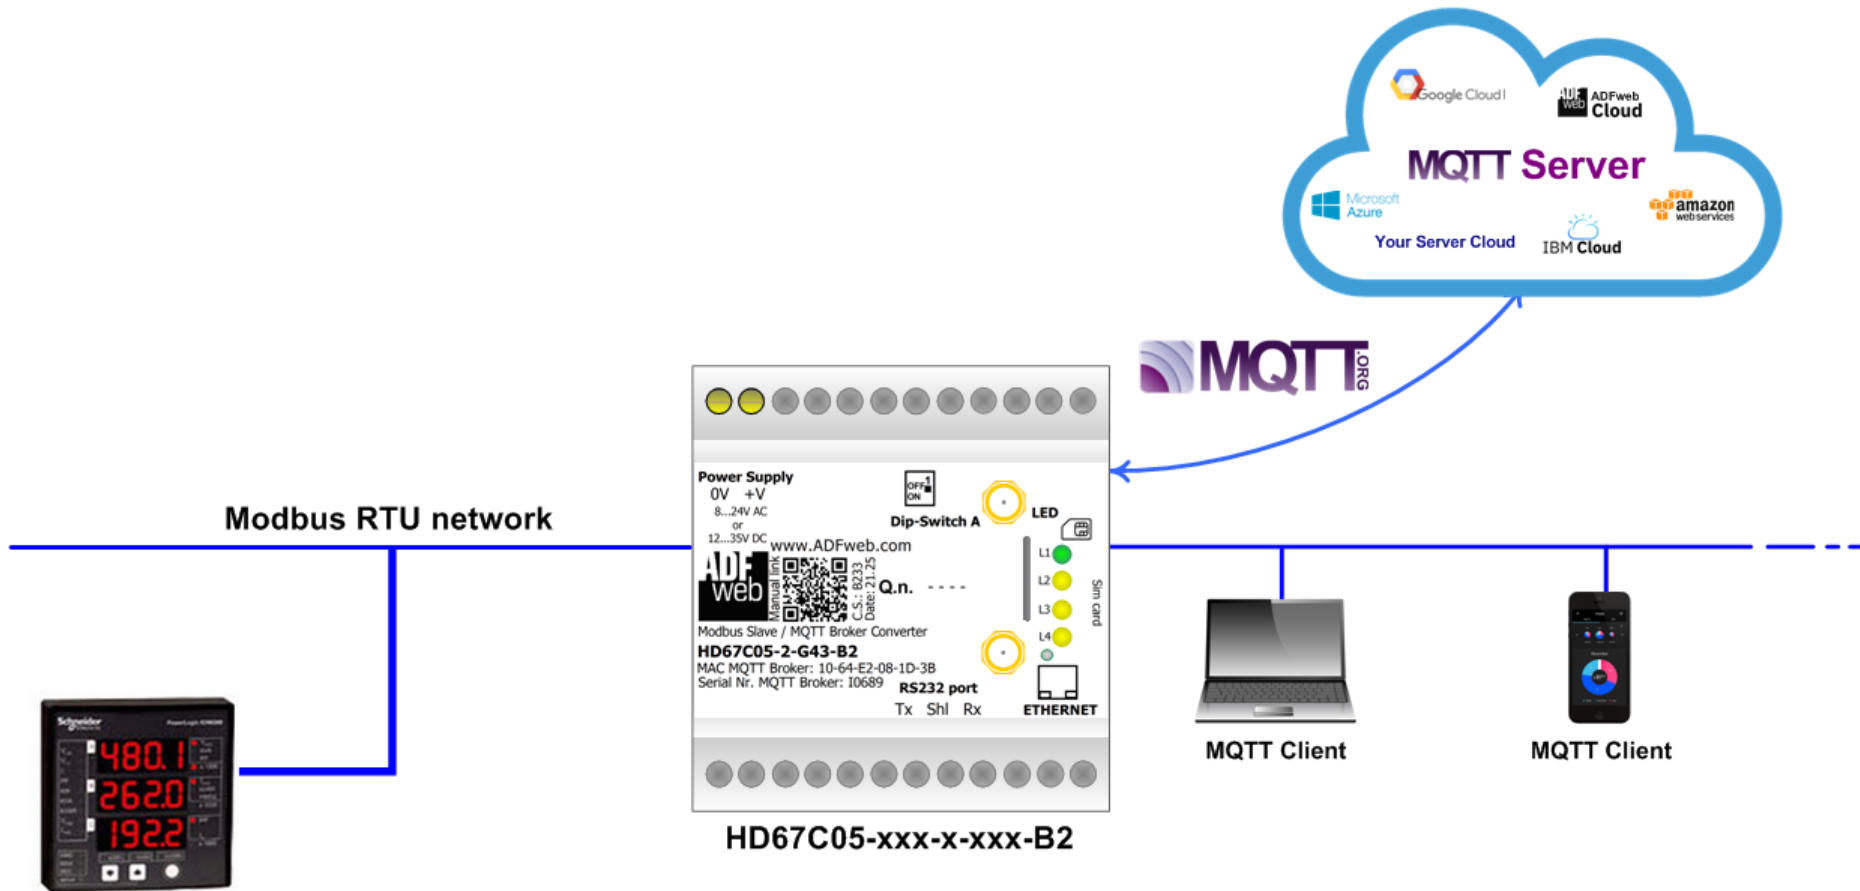 Google Cloud
ADF
web
ADFweb
Cloud
MQTT Server
Microsoft
Azure
amazon
webservices
Your Server Cloud
IBM Cloud
MQTT
.ORG
Modbus RTU network
Power Supply
0V +V
8...24V AC
or
12...35V DC
OFF 1
ON
Dip-Switch A
LED
www.ADFweb.com
ADF
web
Manual link
C.S.: B233
Date: 21.25
Q.n. ----
L1
L2
L3
L4
Sim card
Modbus Slave / MQTT Broker Converter
HD67C05-2-G43-B2
MAC MQTT Broker: 10-64-E2-08-1D-3B
Serial Nr. MQTT Broker: I0689
RS232 port
Tx Shl Rx
ETHERNET
HD67C05-xxx-x-xxx-B2
MQTT Client
MQTT Client
Schneider
480.1
262.0
192.2